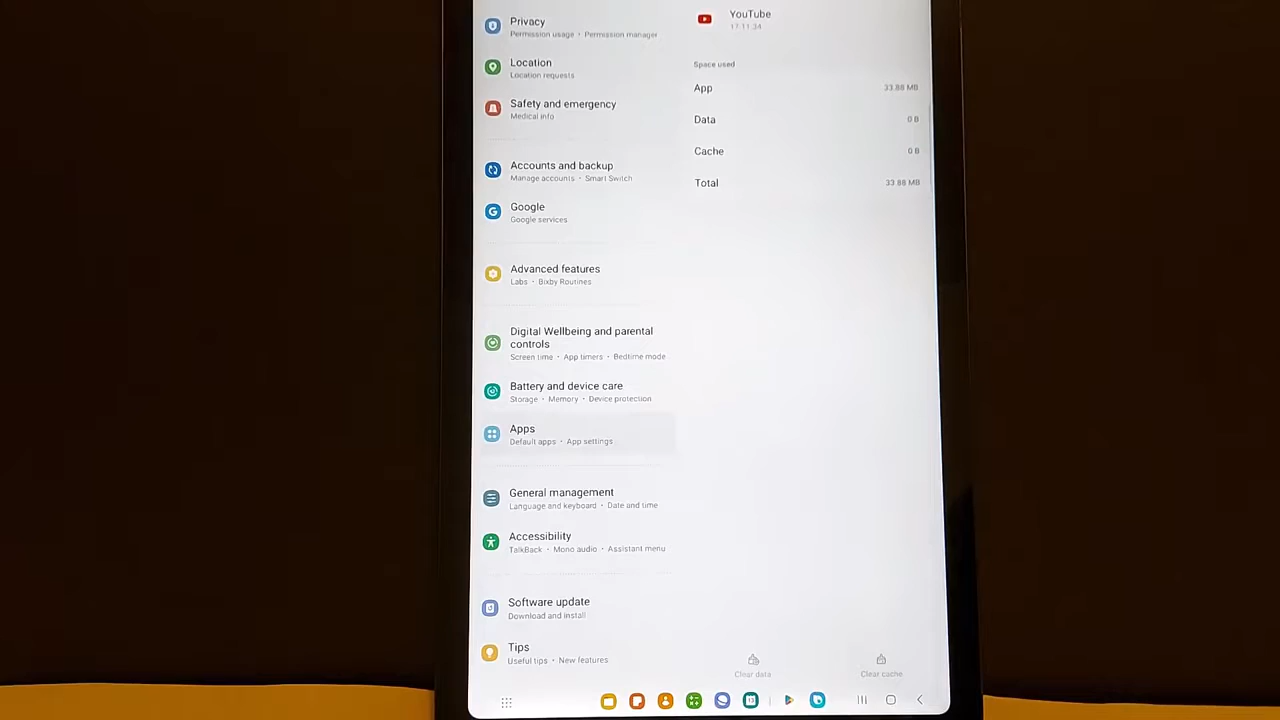 Privacy
Permission usage • Permission manager
Location
Location requests
Safety and emergency
Medical info
Accounts and backup
Manage accounts • Smart Switch
Google
Google services
Advanced features
Labs • Bixby Routines
Digital Wellbeing and parental
controls
Screen time • App timers • Bedtime mode
Battery and device care
Storage • Memory • Device protection
Apps
Default apps • App settings
General management
Language and keyboard • Date and time
Accessibility
TalkBack • Mono audio • Assistant menu
Software update
Download and install
Tips
Useful tips • New features
YouTube
17.11.34
Space used
App 33.88 MB
Data 0 B
Cache 0 B
Total 33.88 MB
Clear data
Clear cache